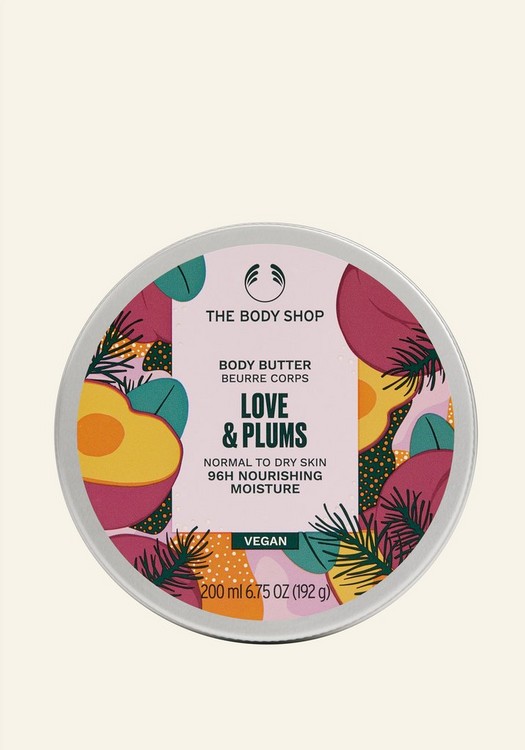 THE BODY SHOP
BODY BUTTER
BEURRE CORPS
LOVE
& PLUMS
NORMAL TO DRY SKIN
96H NOURISHING
MOISTURE
VEGAN
200 ml 6.75 OZ (192 g)